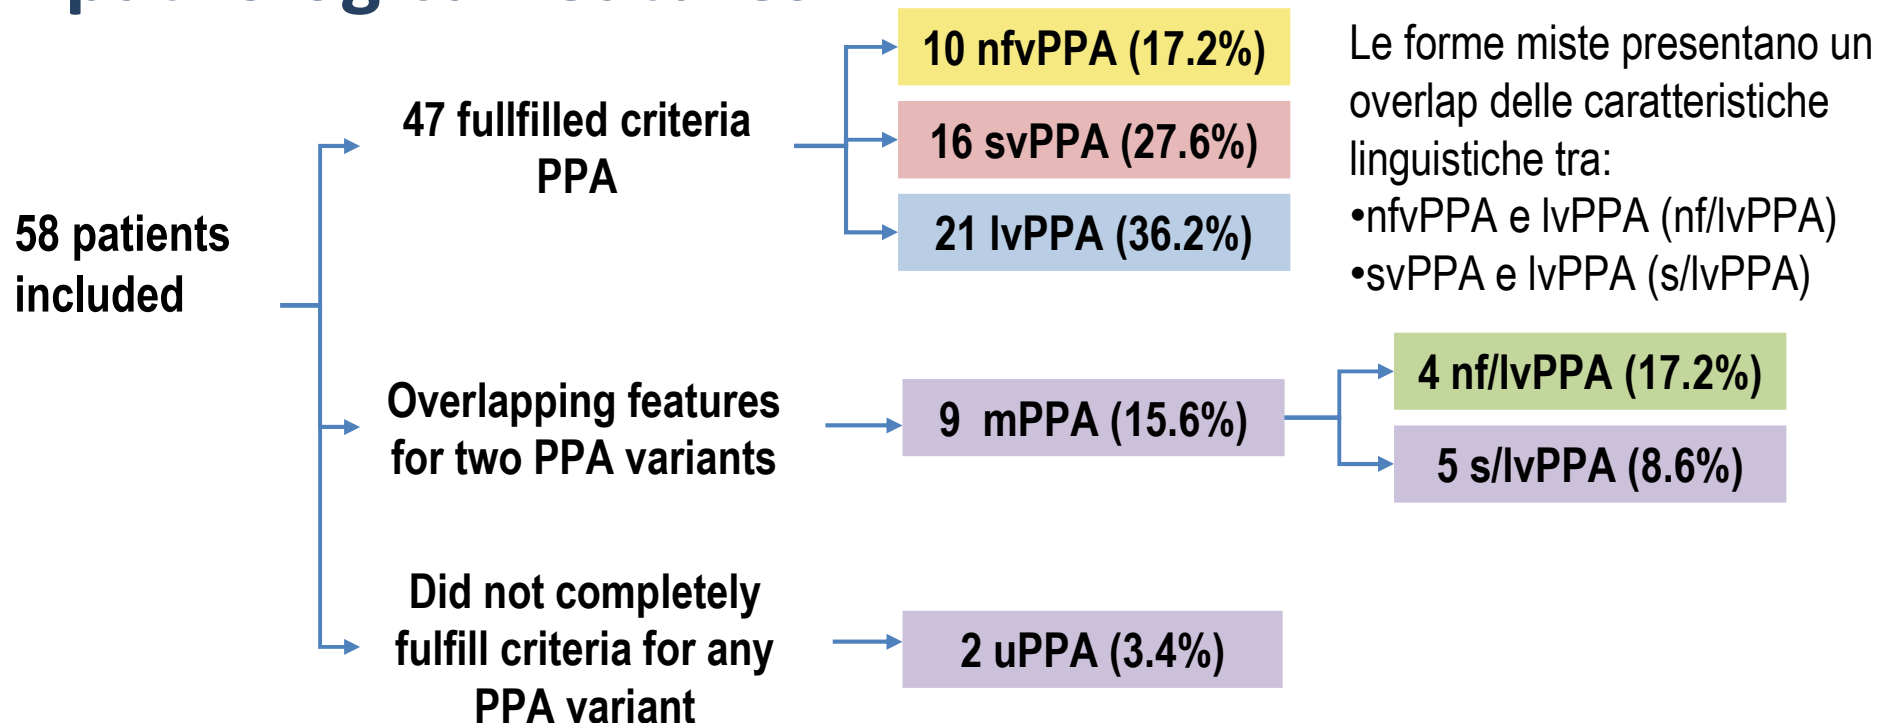 58 patients
included
47 fullfilled criteria
PPA
10 nfvPPA (17.2%)
16 svPPA (27.6%)
21 lvPPA (36.2%)
Le forme miste presentano un
overlap delle caratteristiche
linguistiche tra:
•nfvPPA e lvPPA (nf/lvPPA)
•svPPA e lvPPA (s/lvPPA)
Overlapping features
for two PPA variants
9 mPPA (15.6%)
4 nf/lvPPA (17.2%)
5 s/lvPPA (8.6%)
Did not completely
fulfill criteria for any
PPA variant
2 uPPA (3.4%)